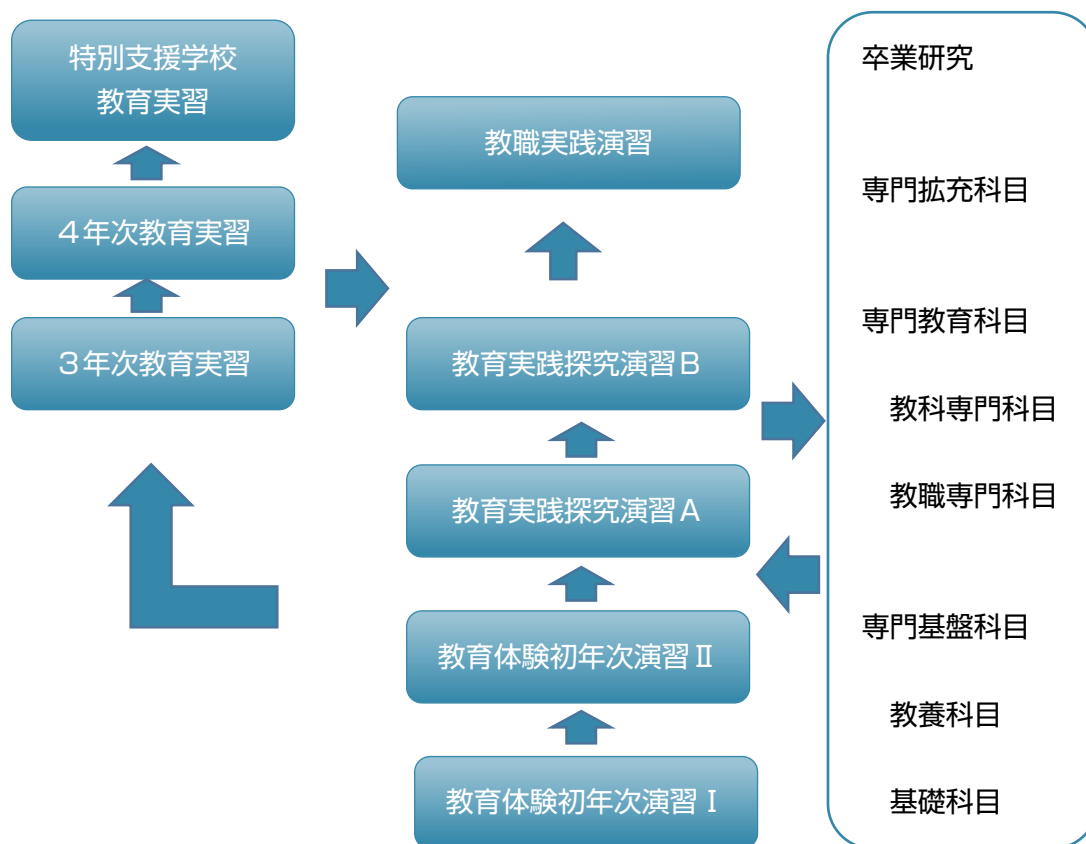 特別支援学校
教育実習
４年次教育実習
３年次教育実習
教職実践演習
教育実践探究演習Ｂ
教育実践探究演習Ａ
教育体験初年次演習Ⅱ
教育体験初年次演習Ⅰ
卒業研究
専門拡充科目
専門教育科目
教科専門科目
教職専門科目
専門基盤科目
教養科目
基礎科目